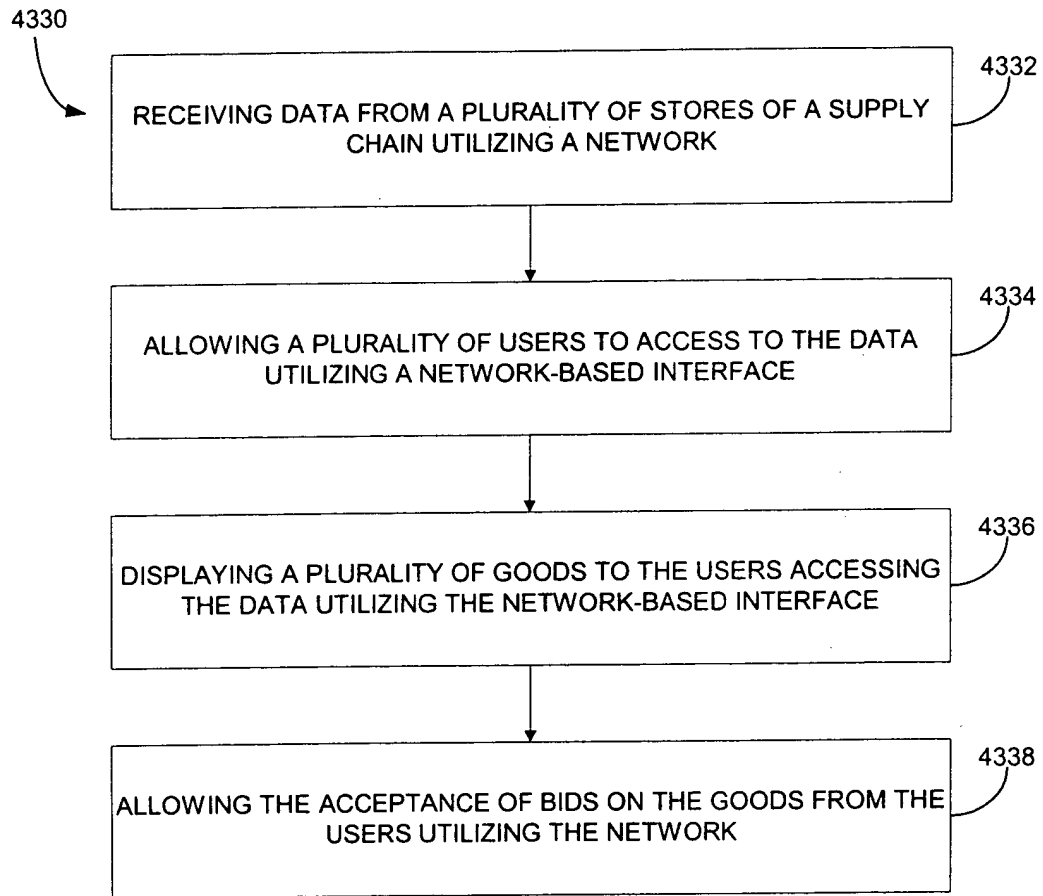 4330
4332
RECEIVING DATA FROM A PLURALITY OF STORES OF A SUPPLY
CHAIN UTILIZING A NETWORK
4334
ALLOWING A PLURALITY OF USERS TO ACCESS TO THE DATA
UTILIZING A NETWORK-BASED INTERFACE
4336
DISPLAYING A PLURALITY OF GOODS TO THE USERS ACCESSING
THE DATA UTILIZING THE NETWORK-BASED INTERFACE
4338
ALLOWING THE ACCEPTANCE OF BIDS ON THE GOODS FROM THE
USERS UTILIZING THE NETWORK